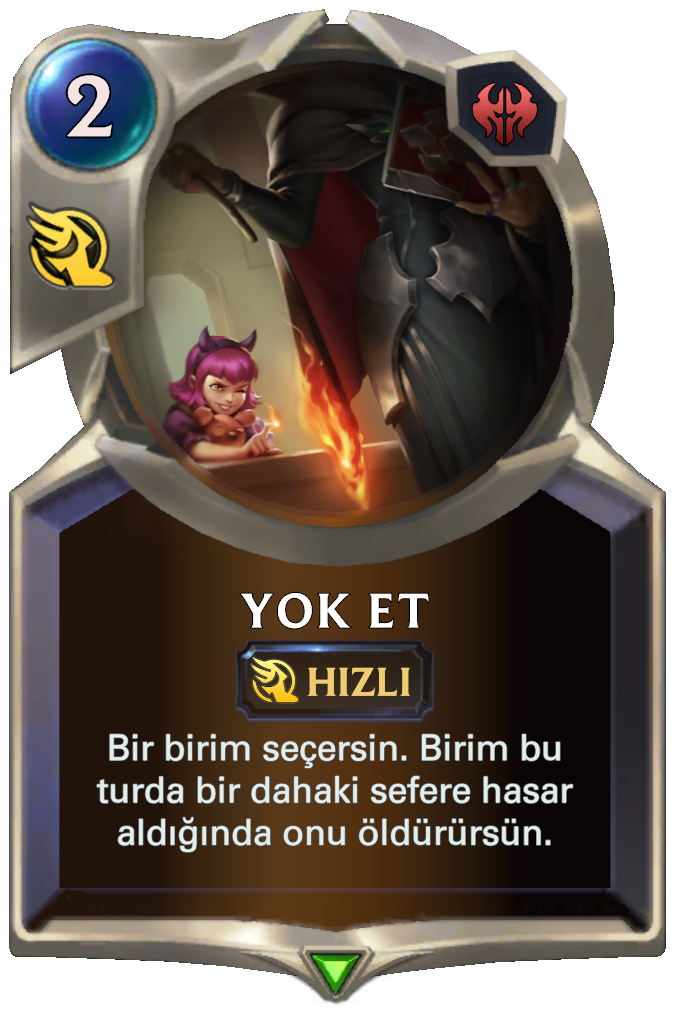 2
YOK ET
HIZLI
Bir birim seçersin. Birim bu
turda bir dahaki sefere hasar
aldığında onu öldürürsün.